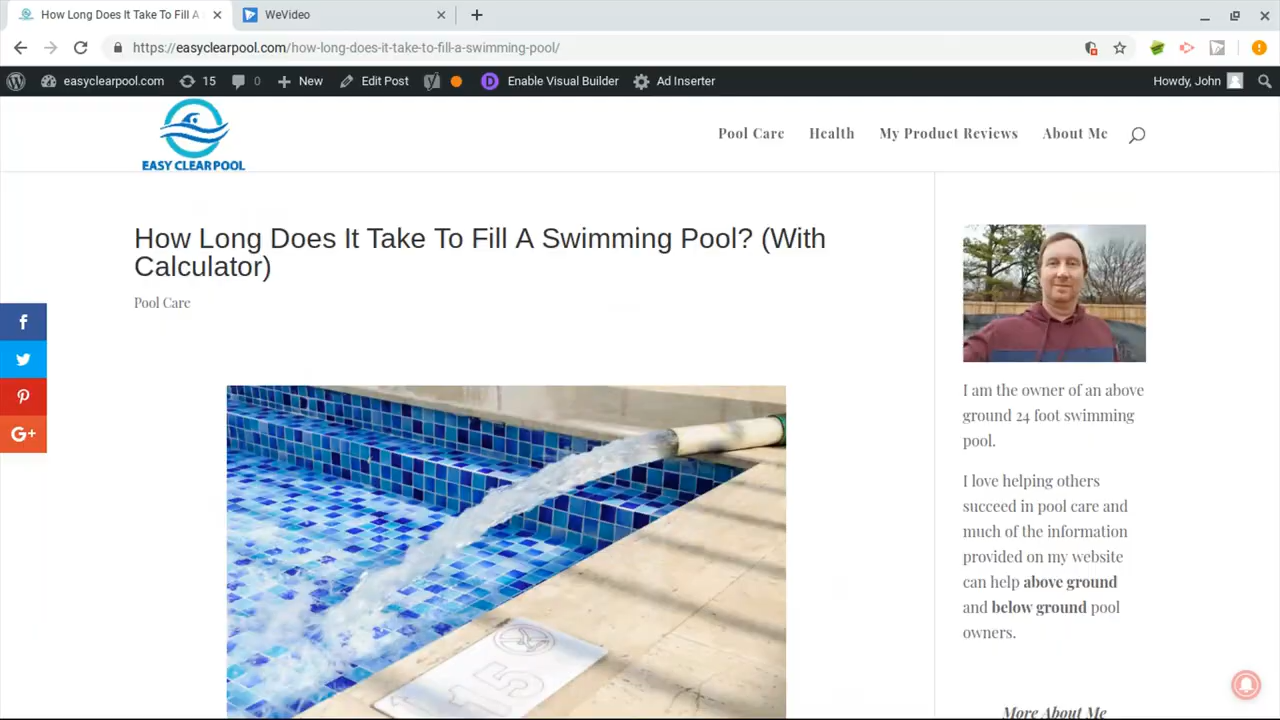 How Long Does It Take To Fill A
WeVideo
https://easyclearpool.com/how-long-does-it-take-to-fill-a-swimming-pool/
easyclearpool.com
15
0
New
Edit Post
D
Enable Visual Builder
Ad Inserter
Howdy, John
EASY CLEAR POOL
Pool Care
Health
My Product Reviews
About Me
How Long Does It Take To Fill A Swimming Pool? (With
Calculator)
Pool Care
G+
115
I am the owner of an above
ground 24 foot swimming
pool.
I love helping others
succeed in pool care and
much of the information
provided on my website
can help above ground
and below ground pool
owners.
More About Me